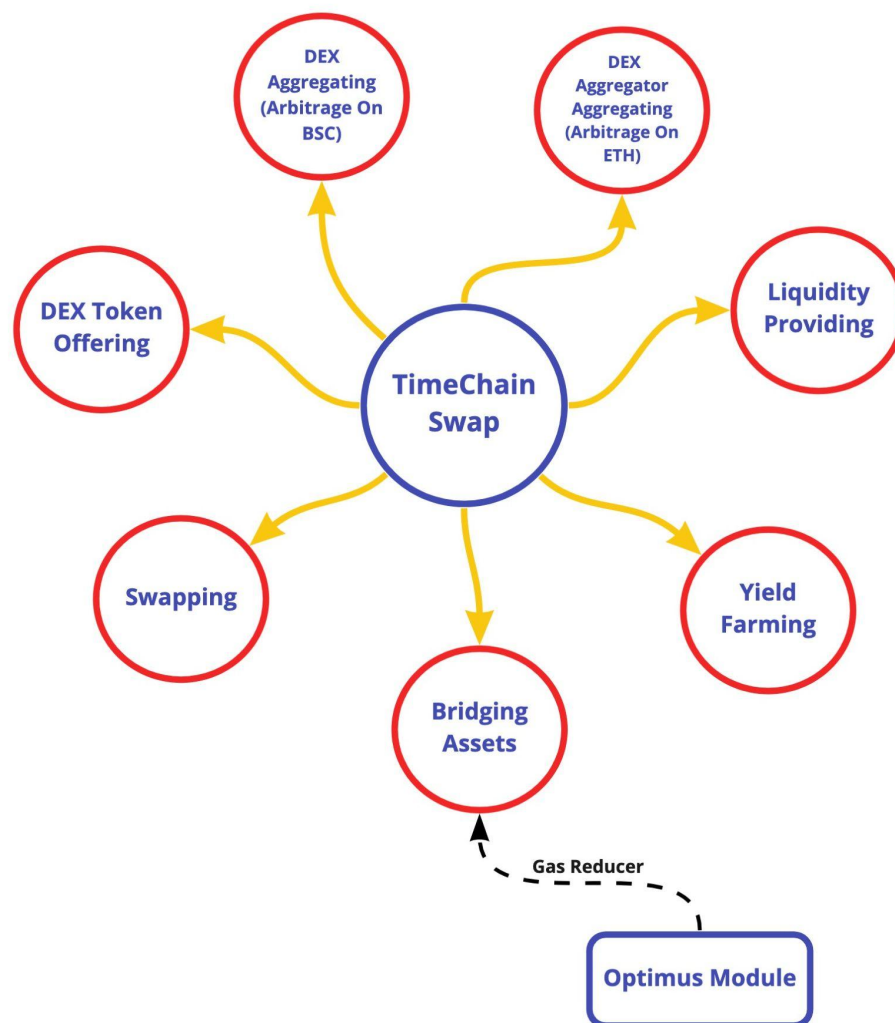 DEX
Aggregating
(Arbitrage On
BSC)
DEX
Aggregator
Aggregating
(Arbitrage On
ETH)
DEX Token
Offering
Liquidity
Providing
TimeChain
Swap
Swapping
Yield
Farming
Bridging
Assets
Gas Reducer
Optimus Module